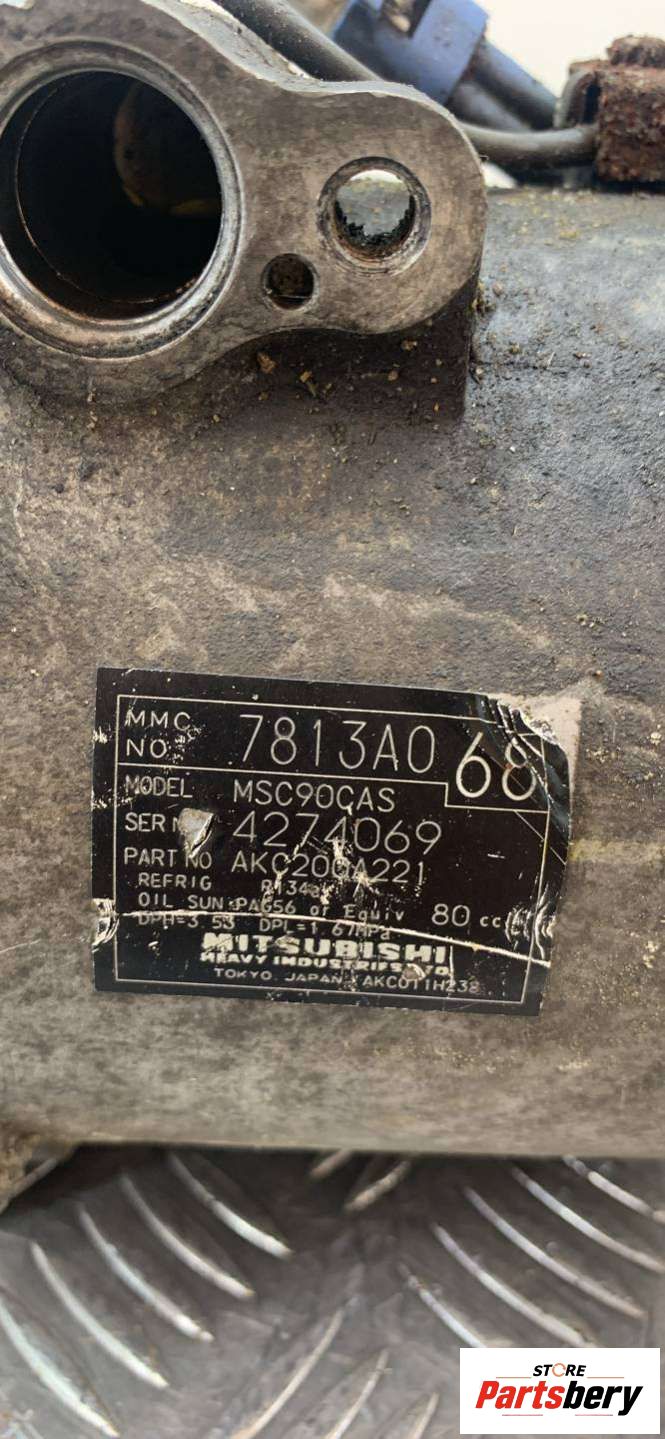 MMC
NO. 7813A068
MODEL MSC90CAS
SER NO 4274069
PART NO AKC200A221
REFRIG R134a
OIL SUN-PAG56 or Equiv 80 cc
DPH=3.53 DPL=1.67MPa
MITSUBISHI
HEAVY INDUSTRIES, LTD
TOKYO, JAPAN AKC011H238
STORE
Partsbery